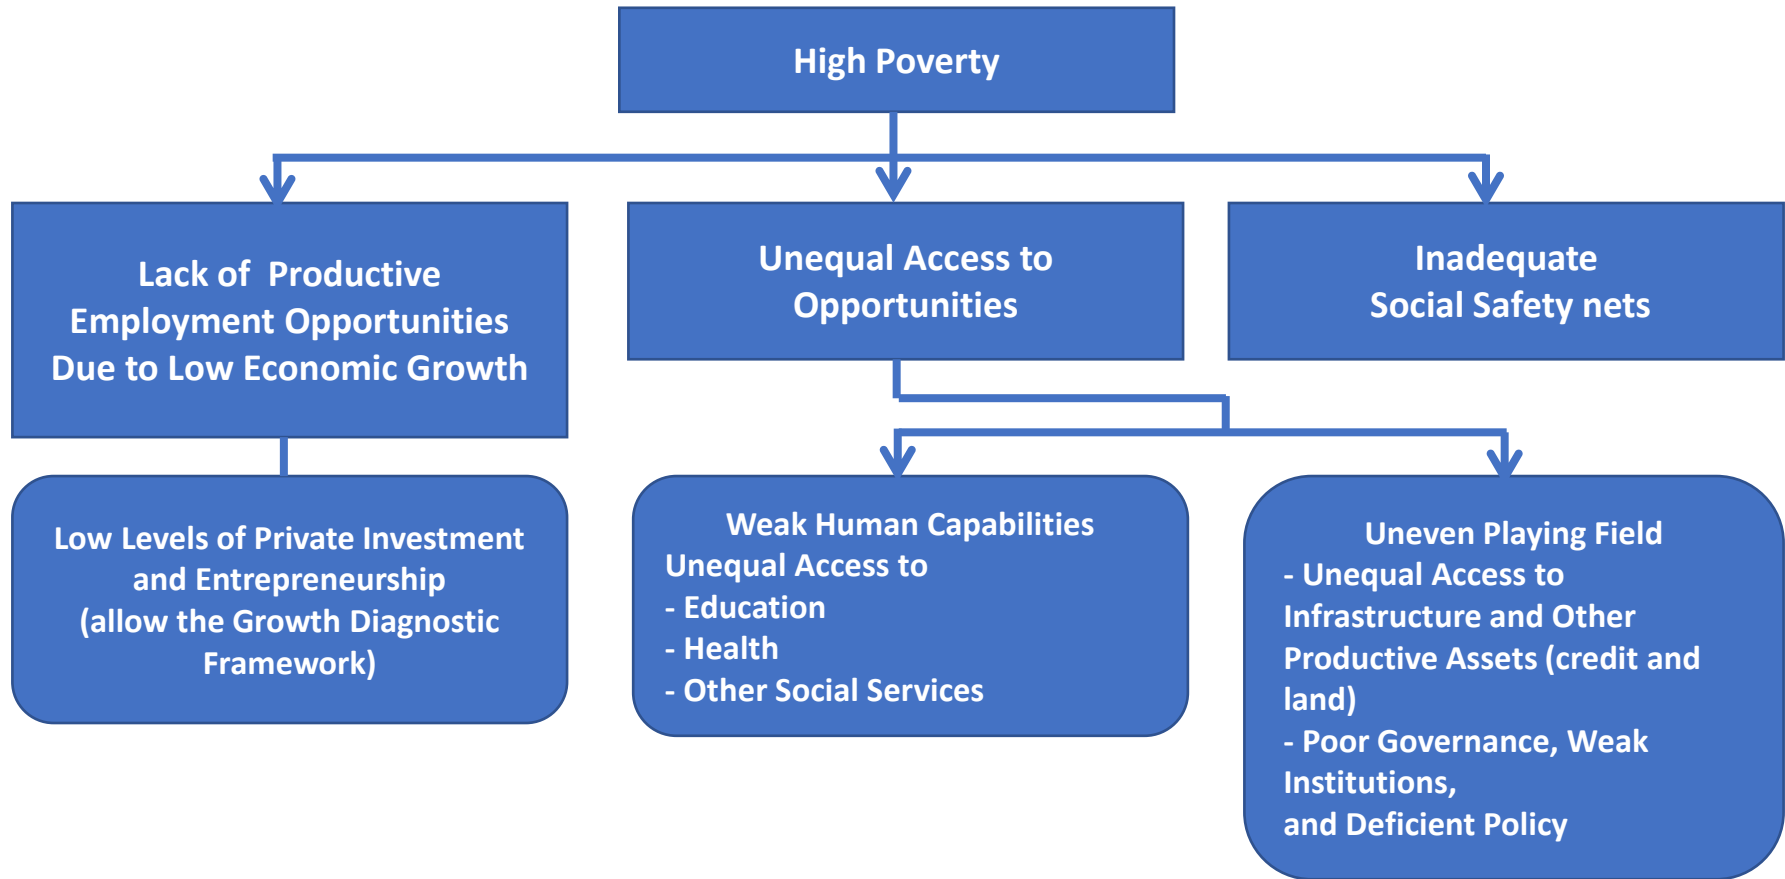 High Poverty
Lack of  Productive
Employment Opportunities
Due to Low Economic Growth
Unequal Access to
Opportunities
Inadequate
Social Safety nets
Low Levels of Private Investment
and Entrepreneurship
(allow the Growth Diagnostic
Framework)
Weak Human Capabilities
Unequal Access to
- Education
- Health
- Other Social Services
Uneven Playing Field
- Unequal Access to
Infrastructure and Other
Productive Assets (credit and
land)
- Poor Governance, Weak
Institutions,
and Deficient Policy